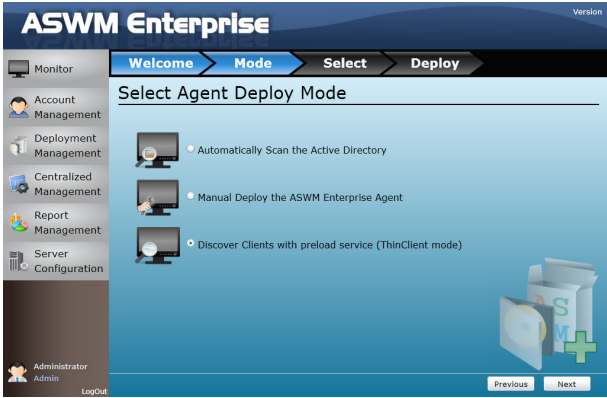 ASWM Enterprise
Version
Monitor
Account
Management
Deployment
Management
Centralized
Management
Report
Management
Server
Configuration
Administrator
Admin
LogOut
Welcome Mode Select Deploy
Select Agent Deploy Mode
Automatically Scan the Active Directory
Manual Deploy the ASWM Enterprise Agent
Discover Clients with preload service (ThinClient mode)
AS
WM
Previous Next